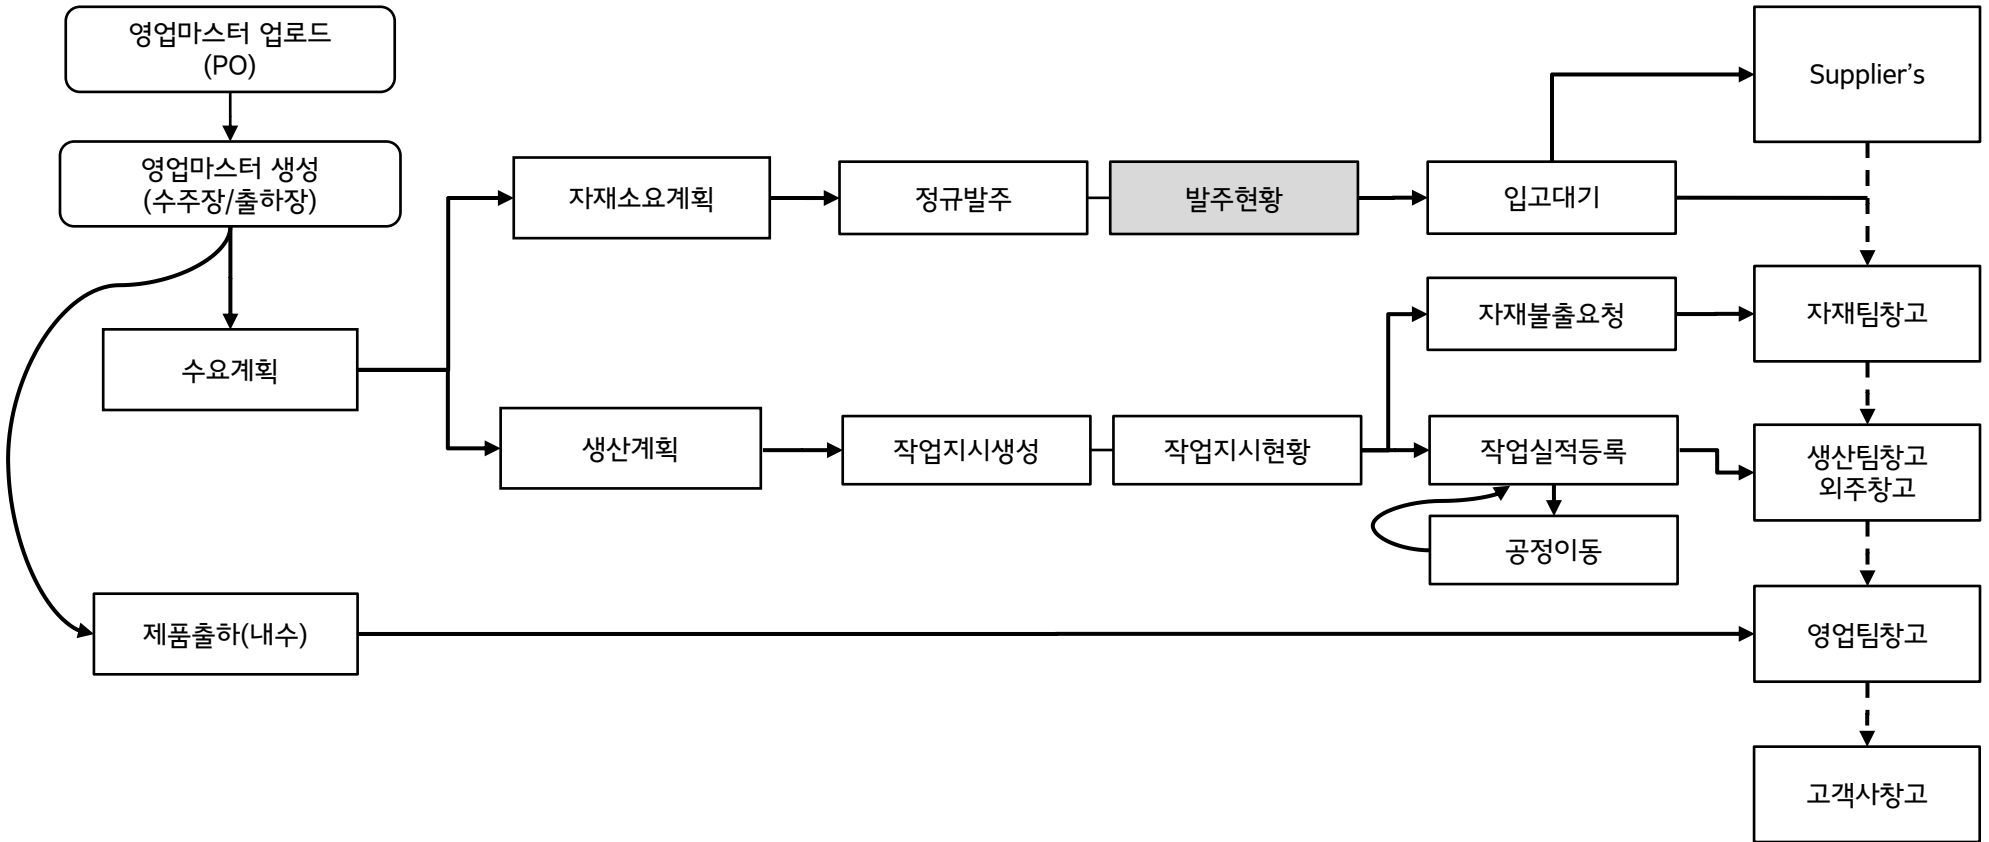 영업마스터 업로드
(PO)
영업마스터 생성
(수주장/출하장)
수요계획
제품출하(내수)
자재소요계획
정규발주
발주현황
입고대기
생산계획
작업지시생성
작업지시현황
자재불출요청
작업실적등록
공정이동
Supplier’s
자재팀창고
생산팀창고
외주창고
영업팀창고
고객사창고